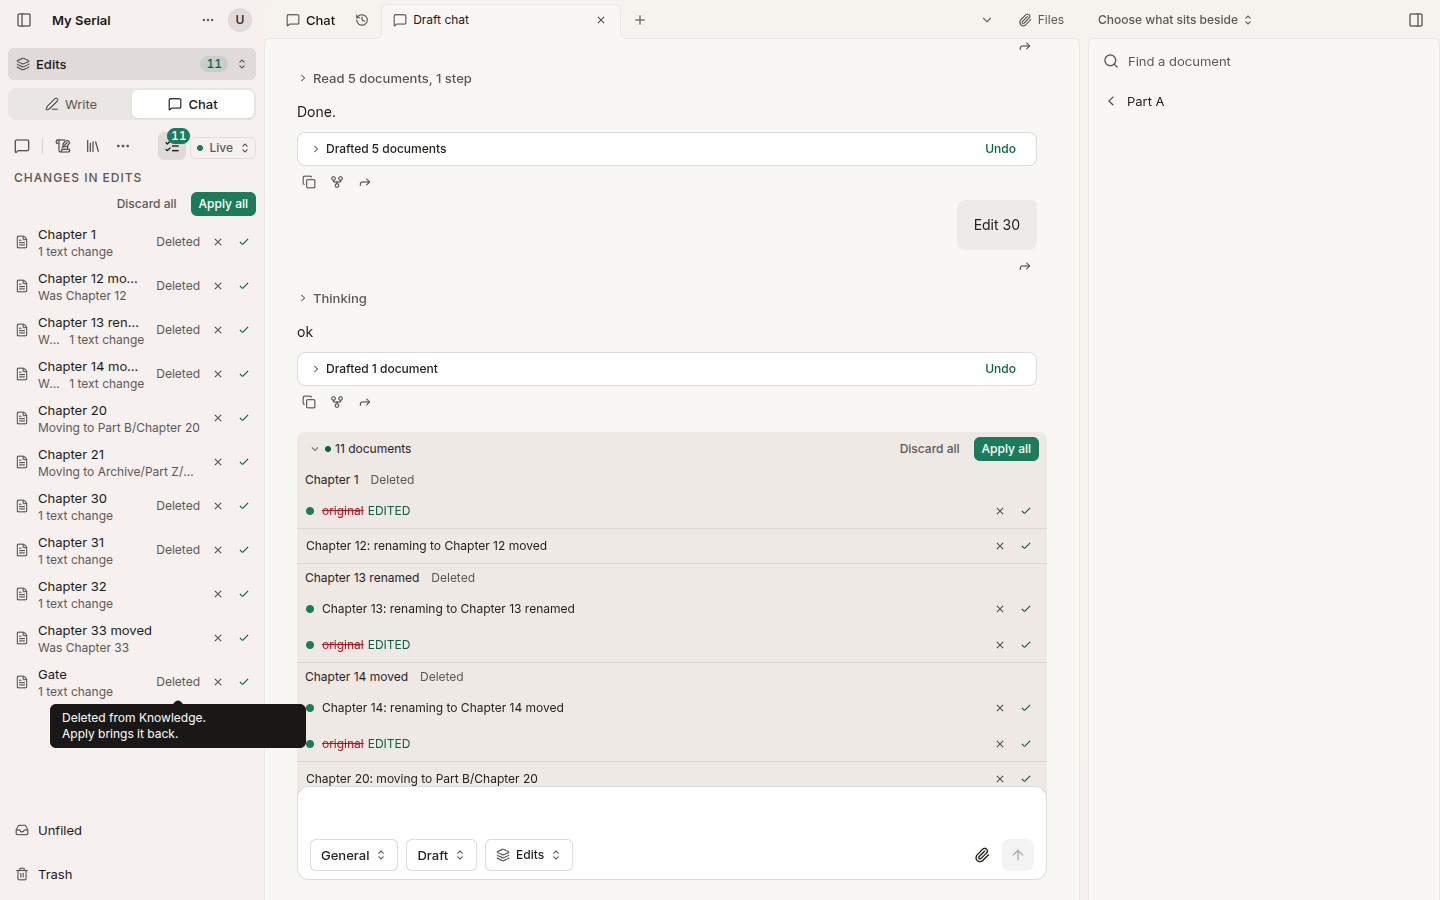 My Serial
U
Edits
11
Write
Chat
11
Live
CHANGES IN EDITS
Discard all
Apply all
Chapter 1
1 text change
Deleted
Chapter 12 mo...
Was Chapter 12
Deleted
Chapter 13 ren...
W... 1 text change
Deleted
Chapter 14 mo...
W... 1 text change
Deleted
Chapter 20
Moving to Part B/Chapter 20
Chapter 21
Moving to Archive/Part Z/...
Chapter 30
1 text change
Deleted
Chapter 31
1 text change
Deleted
Chapter 32
1 text change
Chapter 33 moved
Was Chapter 33
Gate
1 text change
Deleted
Deleted from Knowledge.
Apply brings it back.
Unfiled
Trash
Chat
Draft chat
Files
Read 5 documents, 1 step
Done.
Drafted 5 documents
Undo
Edit 30
Thinking
ok
Drafted 1 document
Undo
11 documents
Discard all
Apply all
Chapter 1 Deleted
original EDITED
Chapter 12: renaming to Chapter 12 moved
Chapter 13 renamed Deleted
Chapter 13: renaming to Chapter 13 renamed
original EDITED
Chapter 14 moved Deleted
Chapter 14: renaming to Chapter 14 moved
original EDITED
Chapter 20: moving to Part B/Chapter 20
General
Draft
Edits
Choose what sits beside
Find a document
Part A